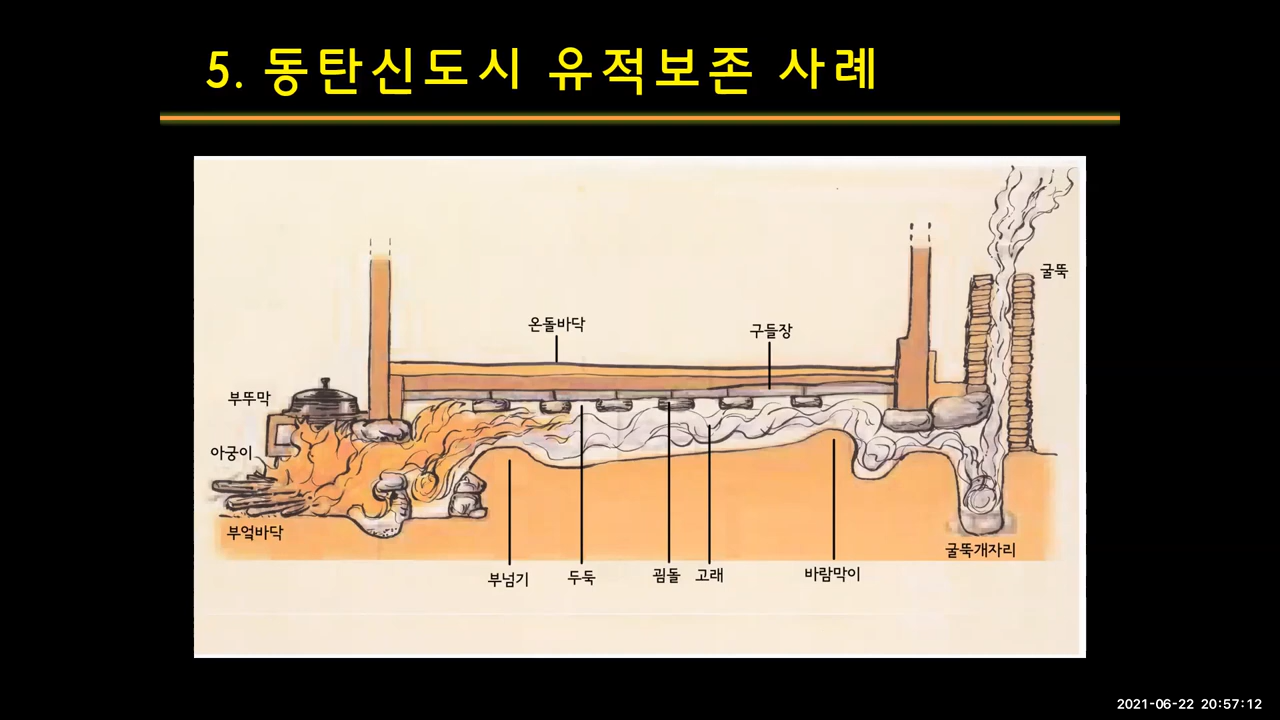 5. 동탄신도시 유적보존 사례
굴뚝
온돌바닥
구들장
부뚜막
아궁이
부엌바닥
굴뚝개자리
부넘기
두둑
굄돌
고래
바람막이
2021-06-22 20:57:12